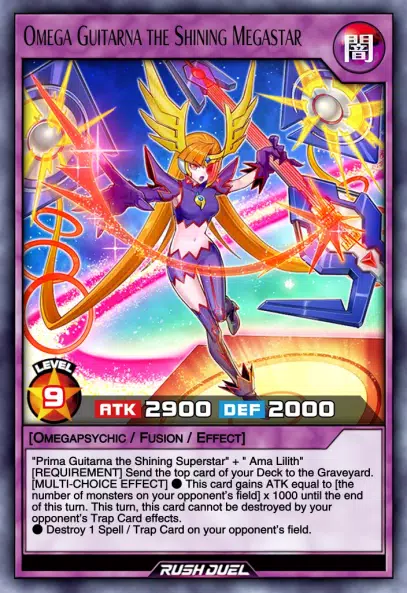 OMEGA GUITARNA THE SHINING MEGASTAR
闇
LEVEL
9
ATK 2900 DEF 2000
[OMEGAPSYCHIC / FUSION / EFFECT]
"Prima Guitarna the Shining Superstar" + " Ama Lilith"
[REQUIREMENT] Send the top card of your Deck to the Graveyard.
[MULTI-CHOICE EFFECT] ● This card gains ATK equal to [the
number of monsters on your opponent's field] x 1000 until the end
of this turn. This turn, this card cannot be destroyed by your
opponent's Trap Card effects.
● Destroy 1 Spell / Trap Card on your opponent's field.
RUSH DUEL